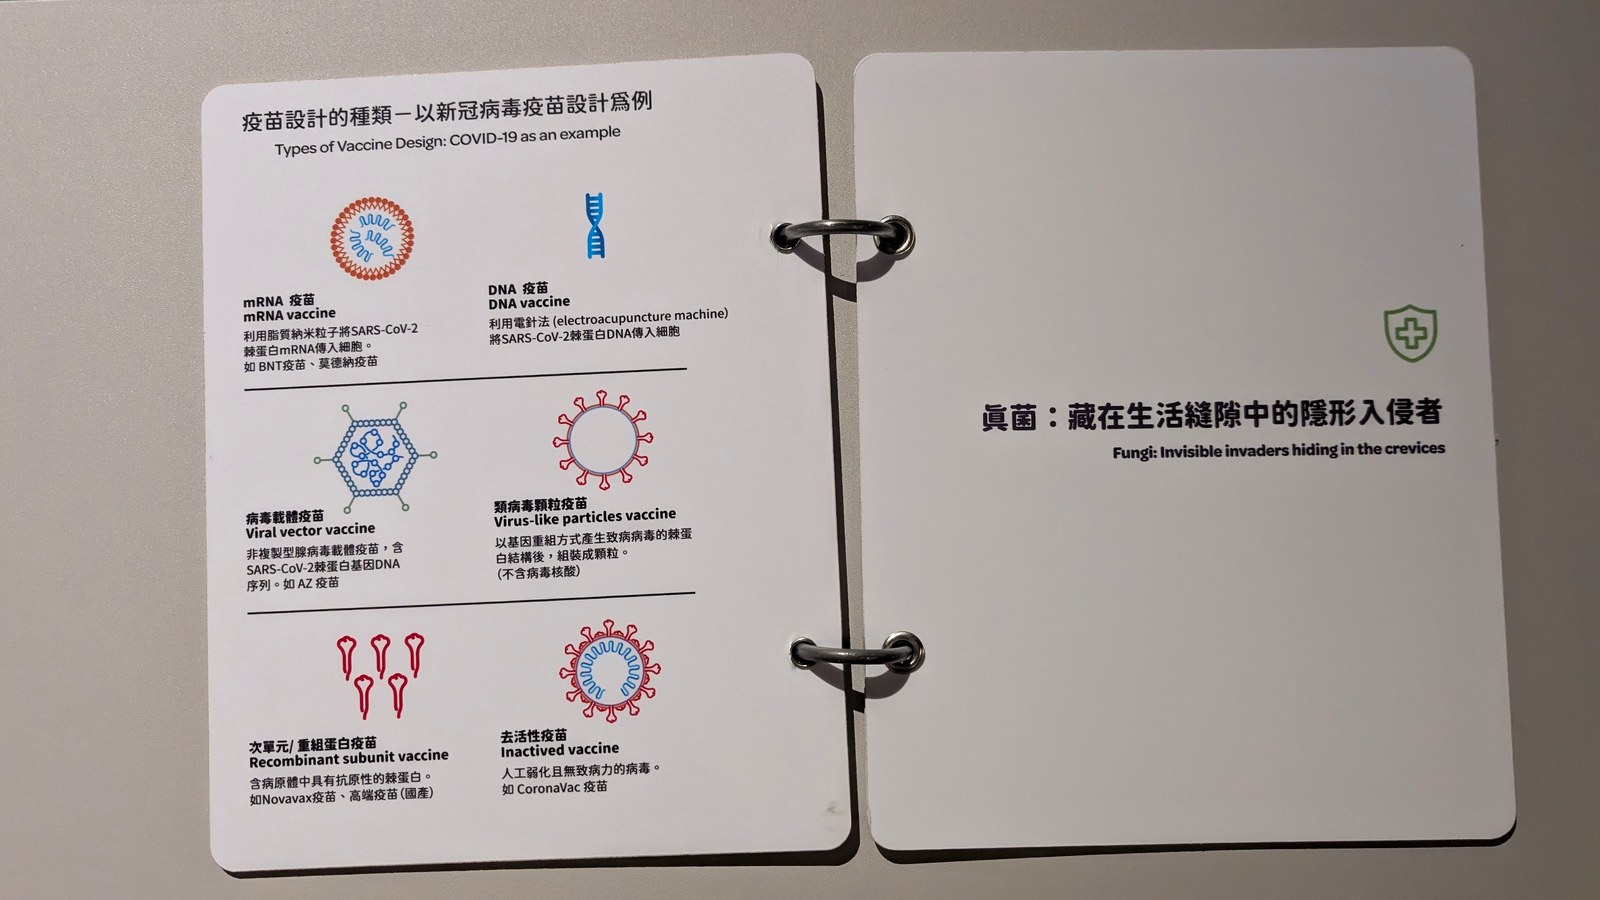 疫苗設計的種類－以新冠病毒疫苗設計爲例
Types of Vaccine Design: COVID-19 as an example
mRNA 疫苗
mRNA vaccine
利用脂質納米粒子將SARS-CoV-2
棘蛋白mRNA傳入細胞。
如 BNT疫苗、莫德納疫苗
DNA 疫苗
DNA vaccine
利用電針法 (electroacupuncture machine)
將SARS-CoV-2棘蛋白DNA傳入細胞
病毒載體疫苗
Viral vector vaccine
非複製型腺病毒載體疫苗，含
SARS-CoV-2棘蛋白基因DNA
序列。如 AZ 疫苗
類病毒顆粒疫苗
Virus-like particles vaccine
以基因重組方式產生致病病毒的棘蛋
白結構後，組裝成顆粒。
（不含病毒核酸）
次單元/ 重組蛋白疫苗
Recombinant subunit vaccine
含病原體中具有抗原性的棘蛋白。
如Novavax疫苗、高端疫苗（國產）
去活性疫苗
Inactived vaccine
人工弱化且無致病力的病毒。
如 CoronaVac 疫苗
眞菌：藏在生活縫隙中的隱形入侵者
Fungi: Invisible invaders hiding in the crevices